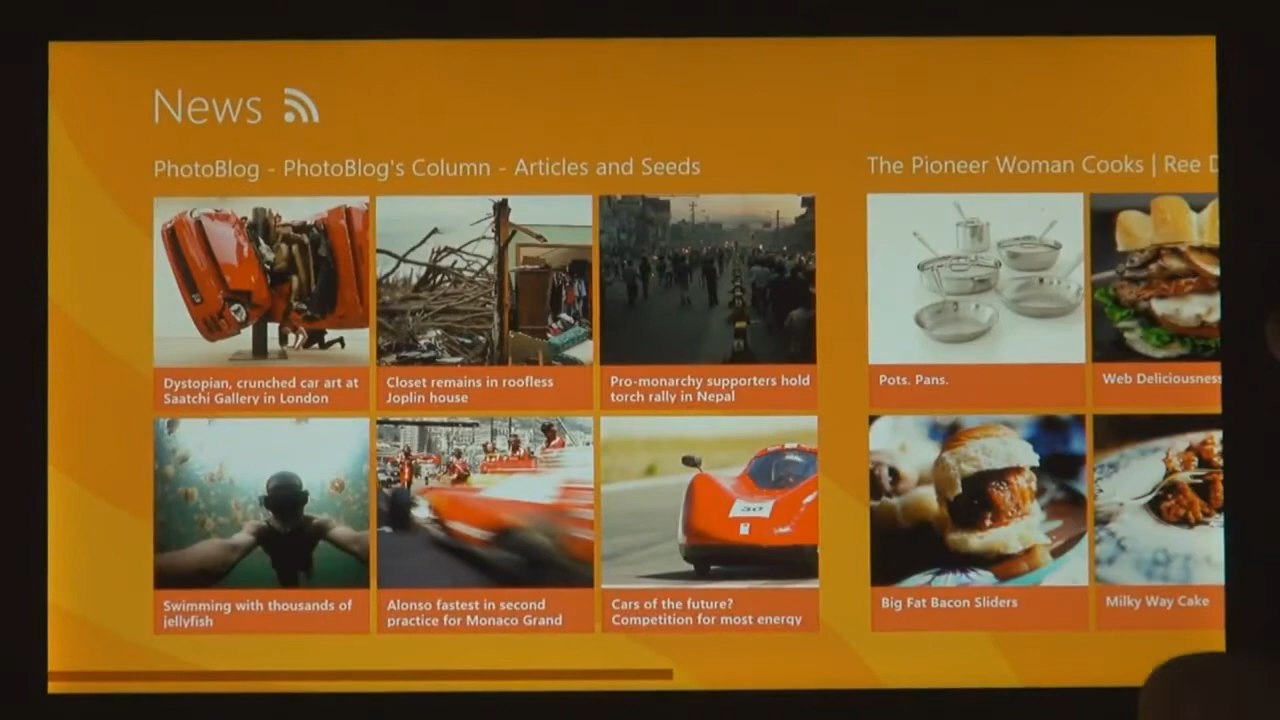 News
PhotoBlog - PhotoBlog's Column - Articles and Seeds
Dystopian, crunched car art at
Saatchi Gallery in London
Closet remains in roofless
Joplin house
Pro-monarchy supporters hold
torch rally in Nepal
Swimming with thousands of
jellyfish
Alonso fastest in second
practice for Monaco Grand
30
Cars of the future?
Competition for most energy
The Pioneer Woman Cooks | Ree D
Pots. Pans.
Web Deliciousness
Big Fat Bacon Sliders
Milky Way Cake